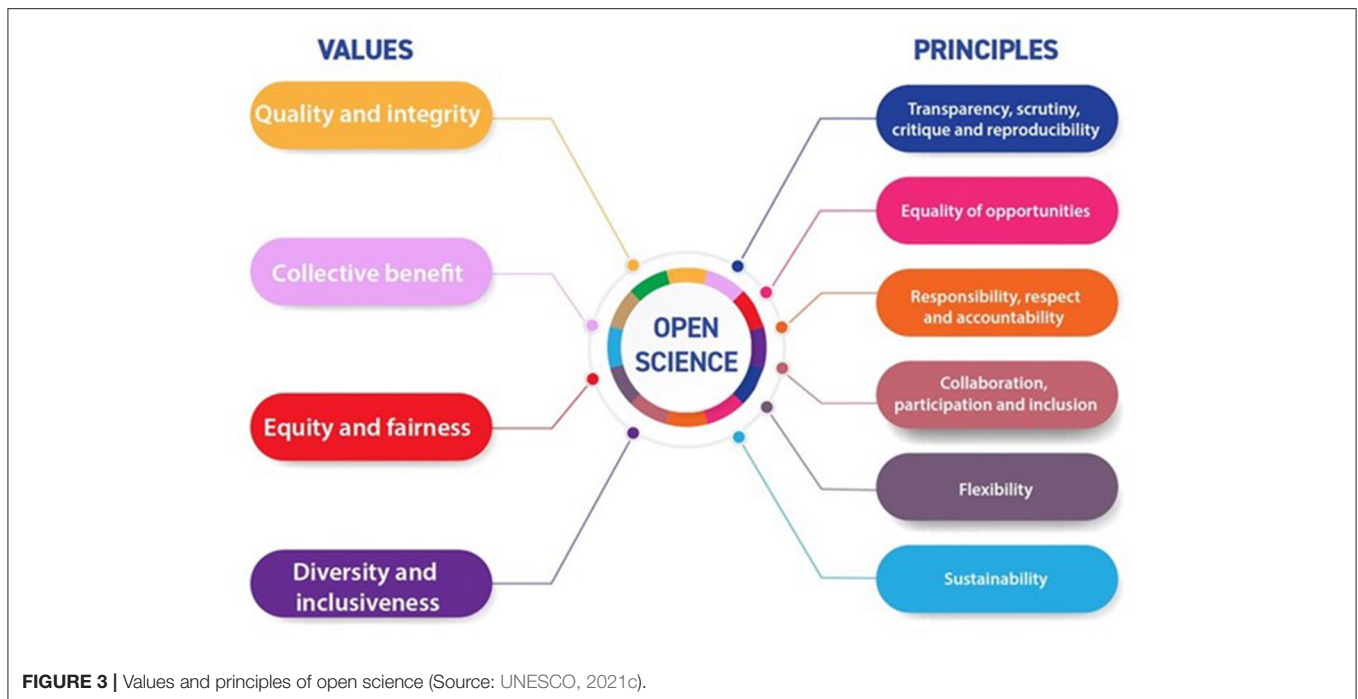 VALUES
Quality and integrity
Collective benefit
Equity and fairness
Diversity and
inclusiveness
OPEN
SCIENCE
PRINCIPLES
Transparency, scrutiny,
critique and reproducibility
Equality of opportunities
Responsibility, respect
and accountability
Collaboration,
participation and inclusion
Flexibility
Sustainability
FIGURE 3 | Values and principles of open science (Source: UNESCO, 2021c).